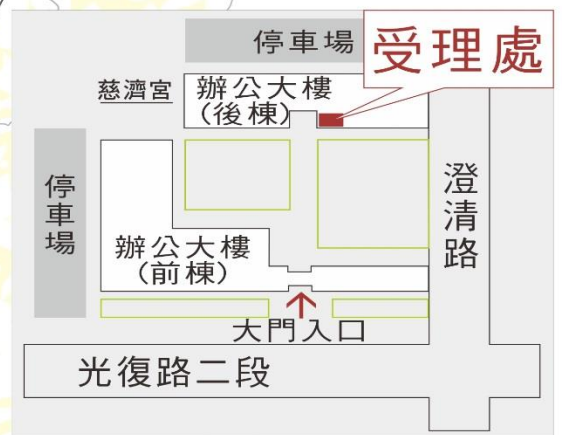 停車場
受理處
慈濟宮
辦公大樓
(後棟)
停車場
澄清路
辦公大樓
(前棟)
大門入口
光復路二段